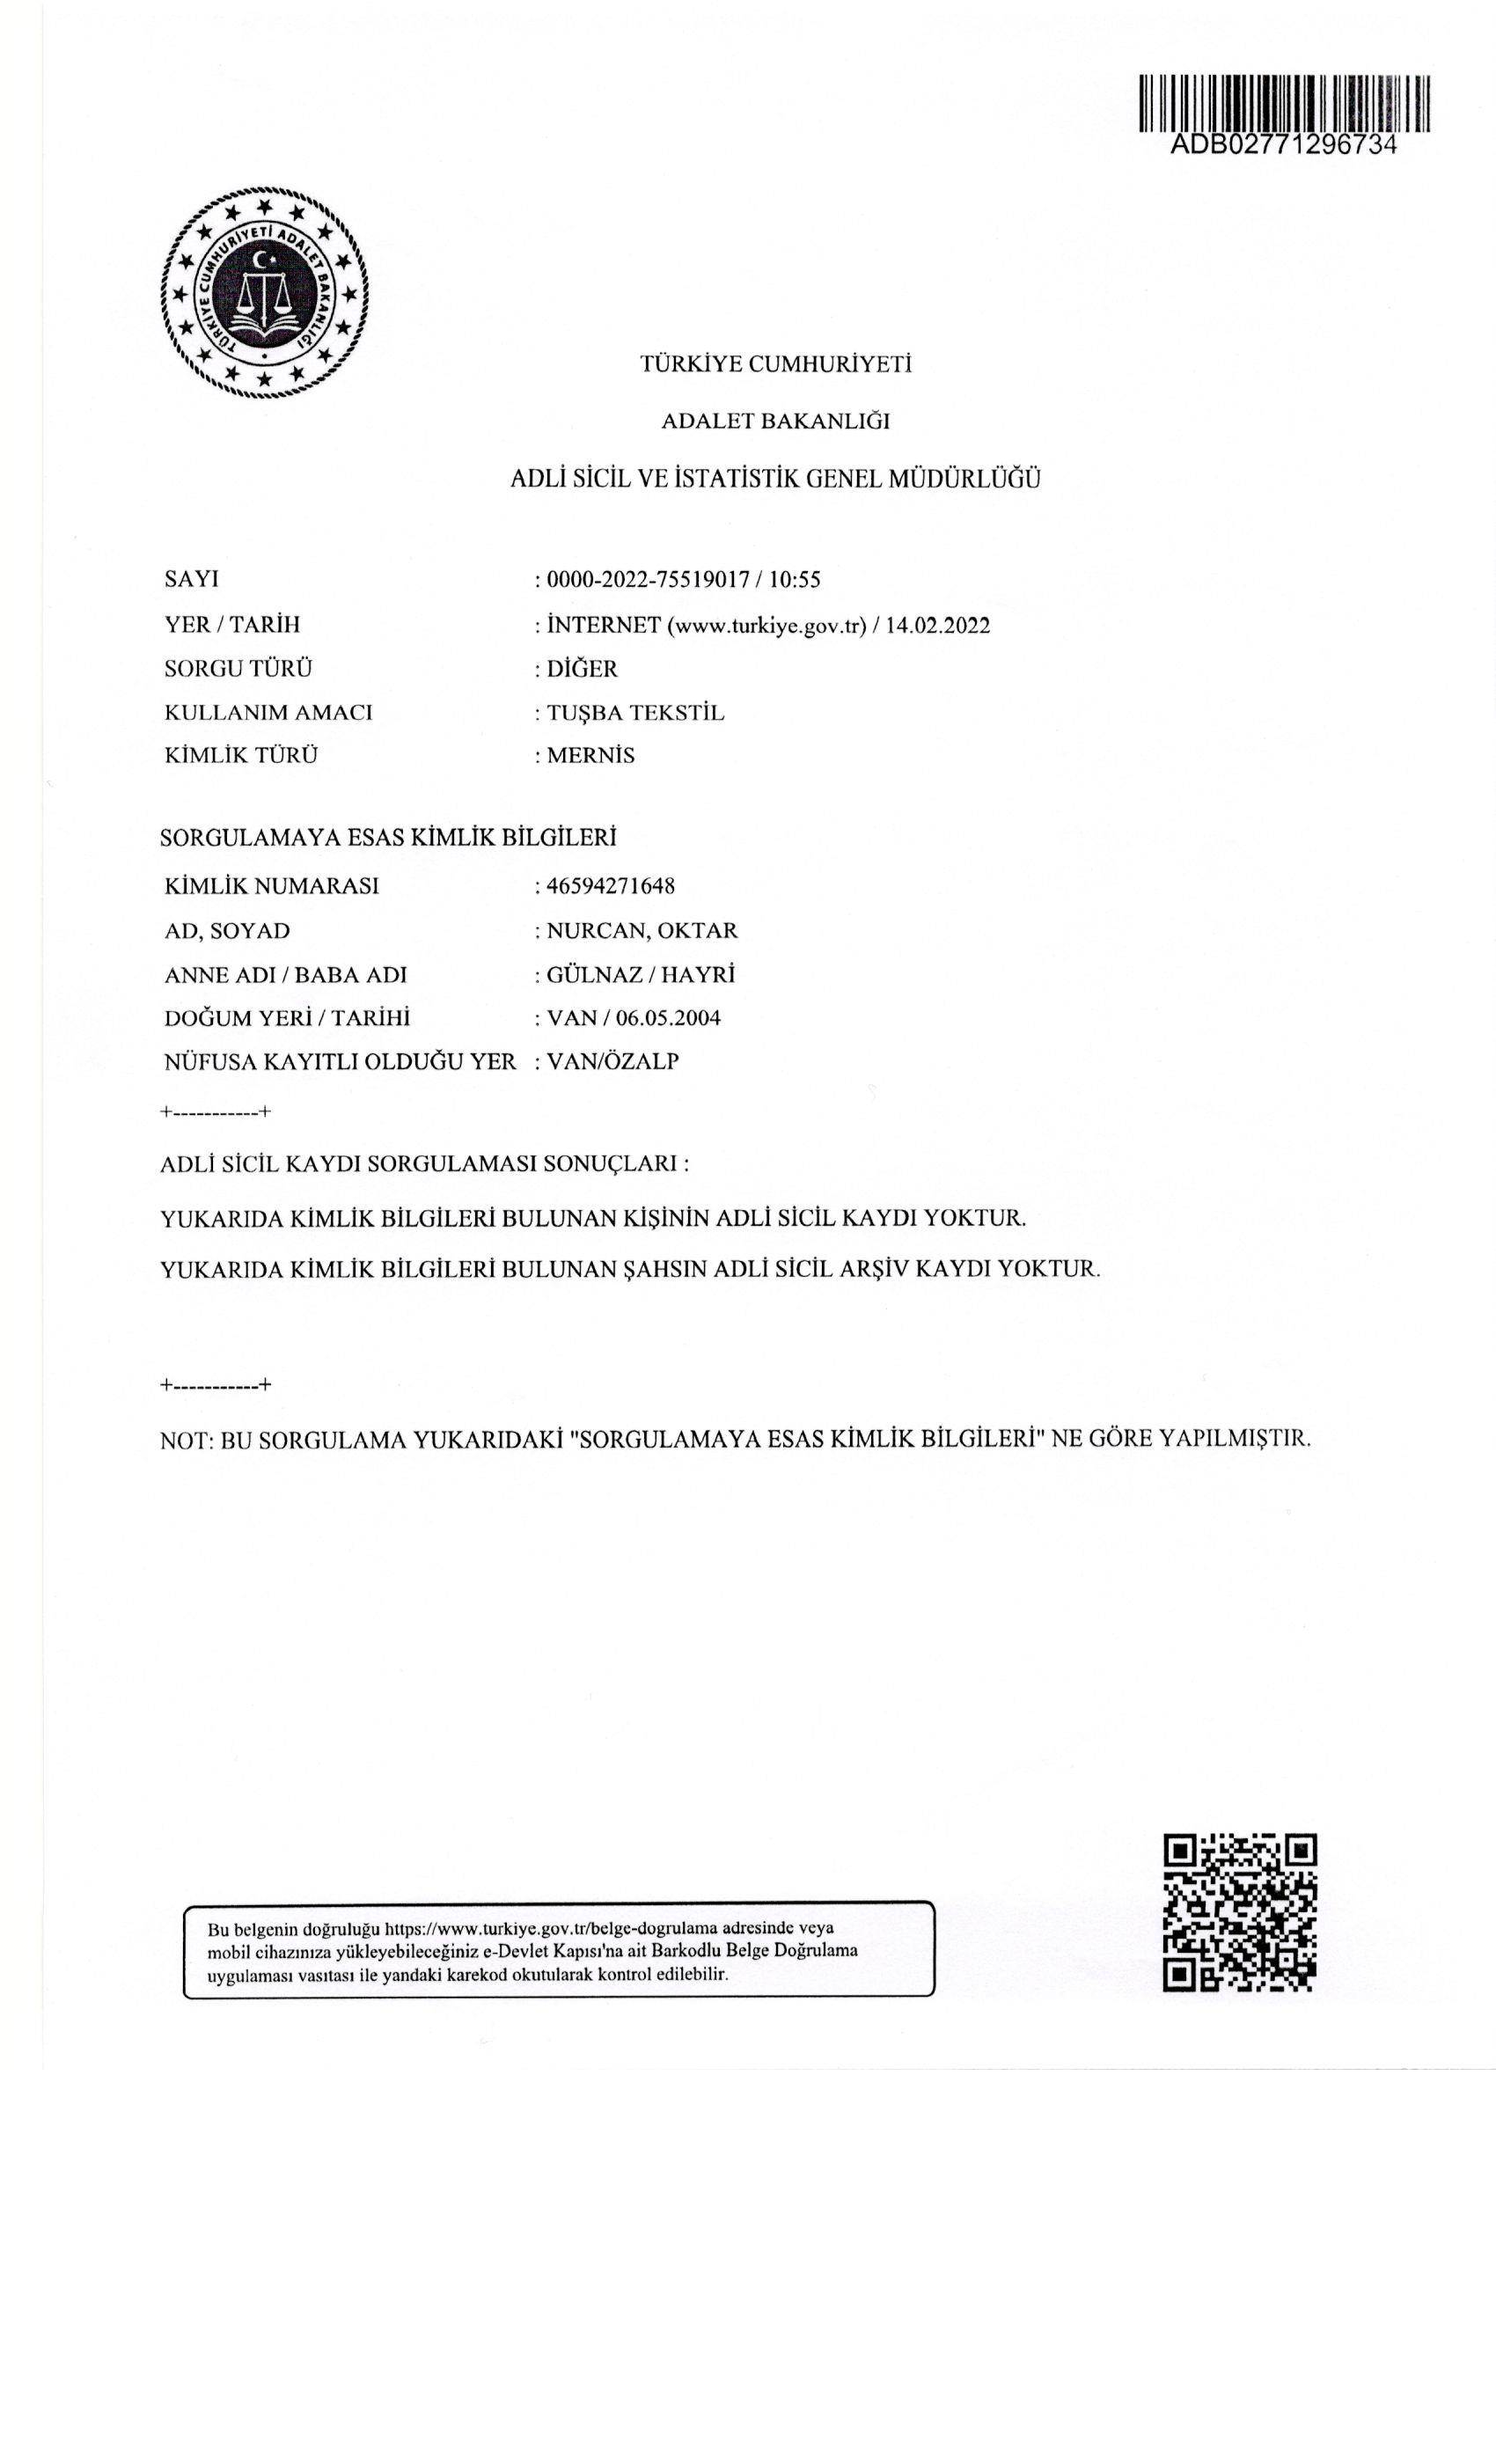 ADB02771296734
TÜRKİYE CUMHURİYETİ ADALET BAKANLIĞI
TÜRKİYE CUMHURİYETİ
ADALET BAKANLIĞI
ADLİ SİCİL VE İSTATİSTİK GENEL MÜDÜRLÜĞÜ
SAYI : 0000-2022-75519017 / 10:55
YER / TARİH : İNTERNET (www.turkiye.gov.tr) / 14.02.2022
SORGU TÜRÜ : DİĞER
KULLANIM AMACI : TUŞBA TEKSTİL
KİMLİK TÜRÜ : MERNİS
SORGULAMAYA ESAS KİMLİK BİLGİLERİ
KİMLİK NUMARASI : 46594271648
AD, SOYAD : NURCAN, OKTAR
ANNE ADI / BABA ADI : GÜLNAZ / HAYRİ
DOĞUM YERİ / TARİHİ : VAN / 06.05.2004
NÜFUSA KAYITLI OLDUĞU YER : VAN/ÖZALP
+-----------+
ADLİ SİCİL KAYDI SORGULAMASI SONUÇLARI :
YUKARIDA KİMLİK BİLGİLERİ BULUNAN KİŞİNİN ADLİ SİCİL KAYDI YOKTUR.
YUKARIDA KİMLİK BİLGİLERİ BULUNAN ŞAHSIN ADLİ SİCİL ARŞİV KAYDI YOKTUR.
+-----------+
NOT: BU SORGULAMA YUKARIDAKİ "SORGULAMAYA ESAS KİMLİK BİLGİLERİ" NE GÖRE YAPILMIŞTIR.
Bu belgenin doğruluğu https://www.turkiye.gov.tr/belge-dogrulama adresinde veya
mobil cihazınıza yükleyebileceğiniz e-Devlet Kapısı'na ait Barkodlu Belge Doğrulama
uygulaması vasıtası ile yandaki karekod okutularak kontrol edilebilir.